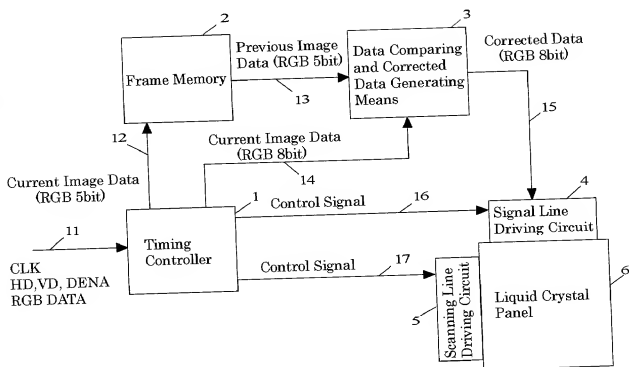 2
3
Frame Memory
Previous Image
Data (RGB 5bit)
13
Data Comparing
and Corrected
Data Generating
Means
Corrected Data
(RGB 8bit)
15
12
Current Image Data
(RGB 5bit)
Current Image Data
(RGB 8bit)
14
1
Control Signal
16
4
Signal Line
Driving Circuit
11
CLK
HD,VD, DENA
RGB DATA
Timing
Controller
Control Signal
17
5
Scanning Line
Driving Circuit
Liquid Crystal
Panel
6